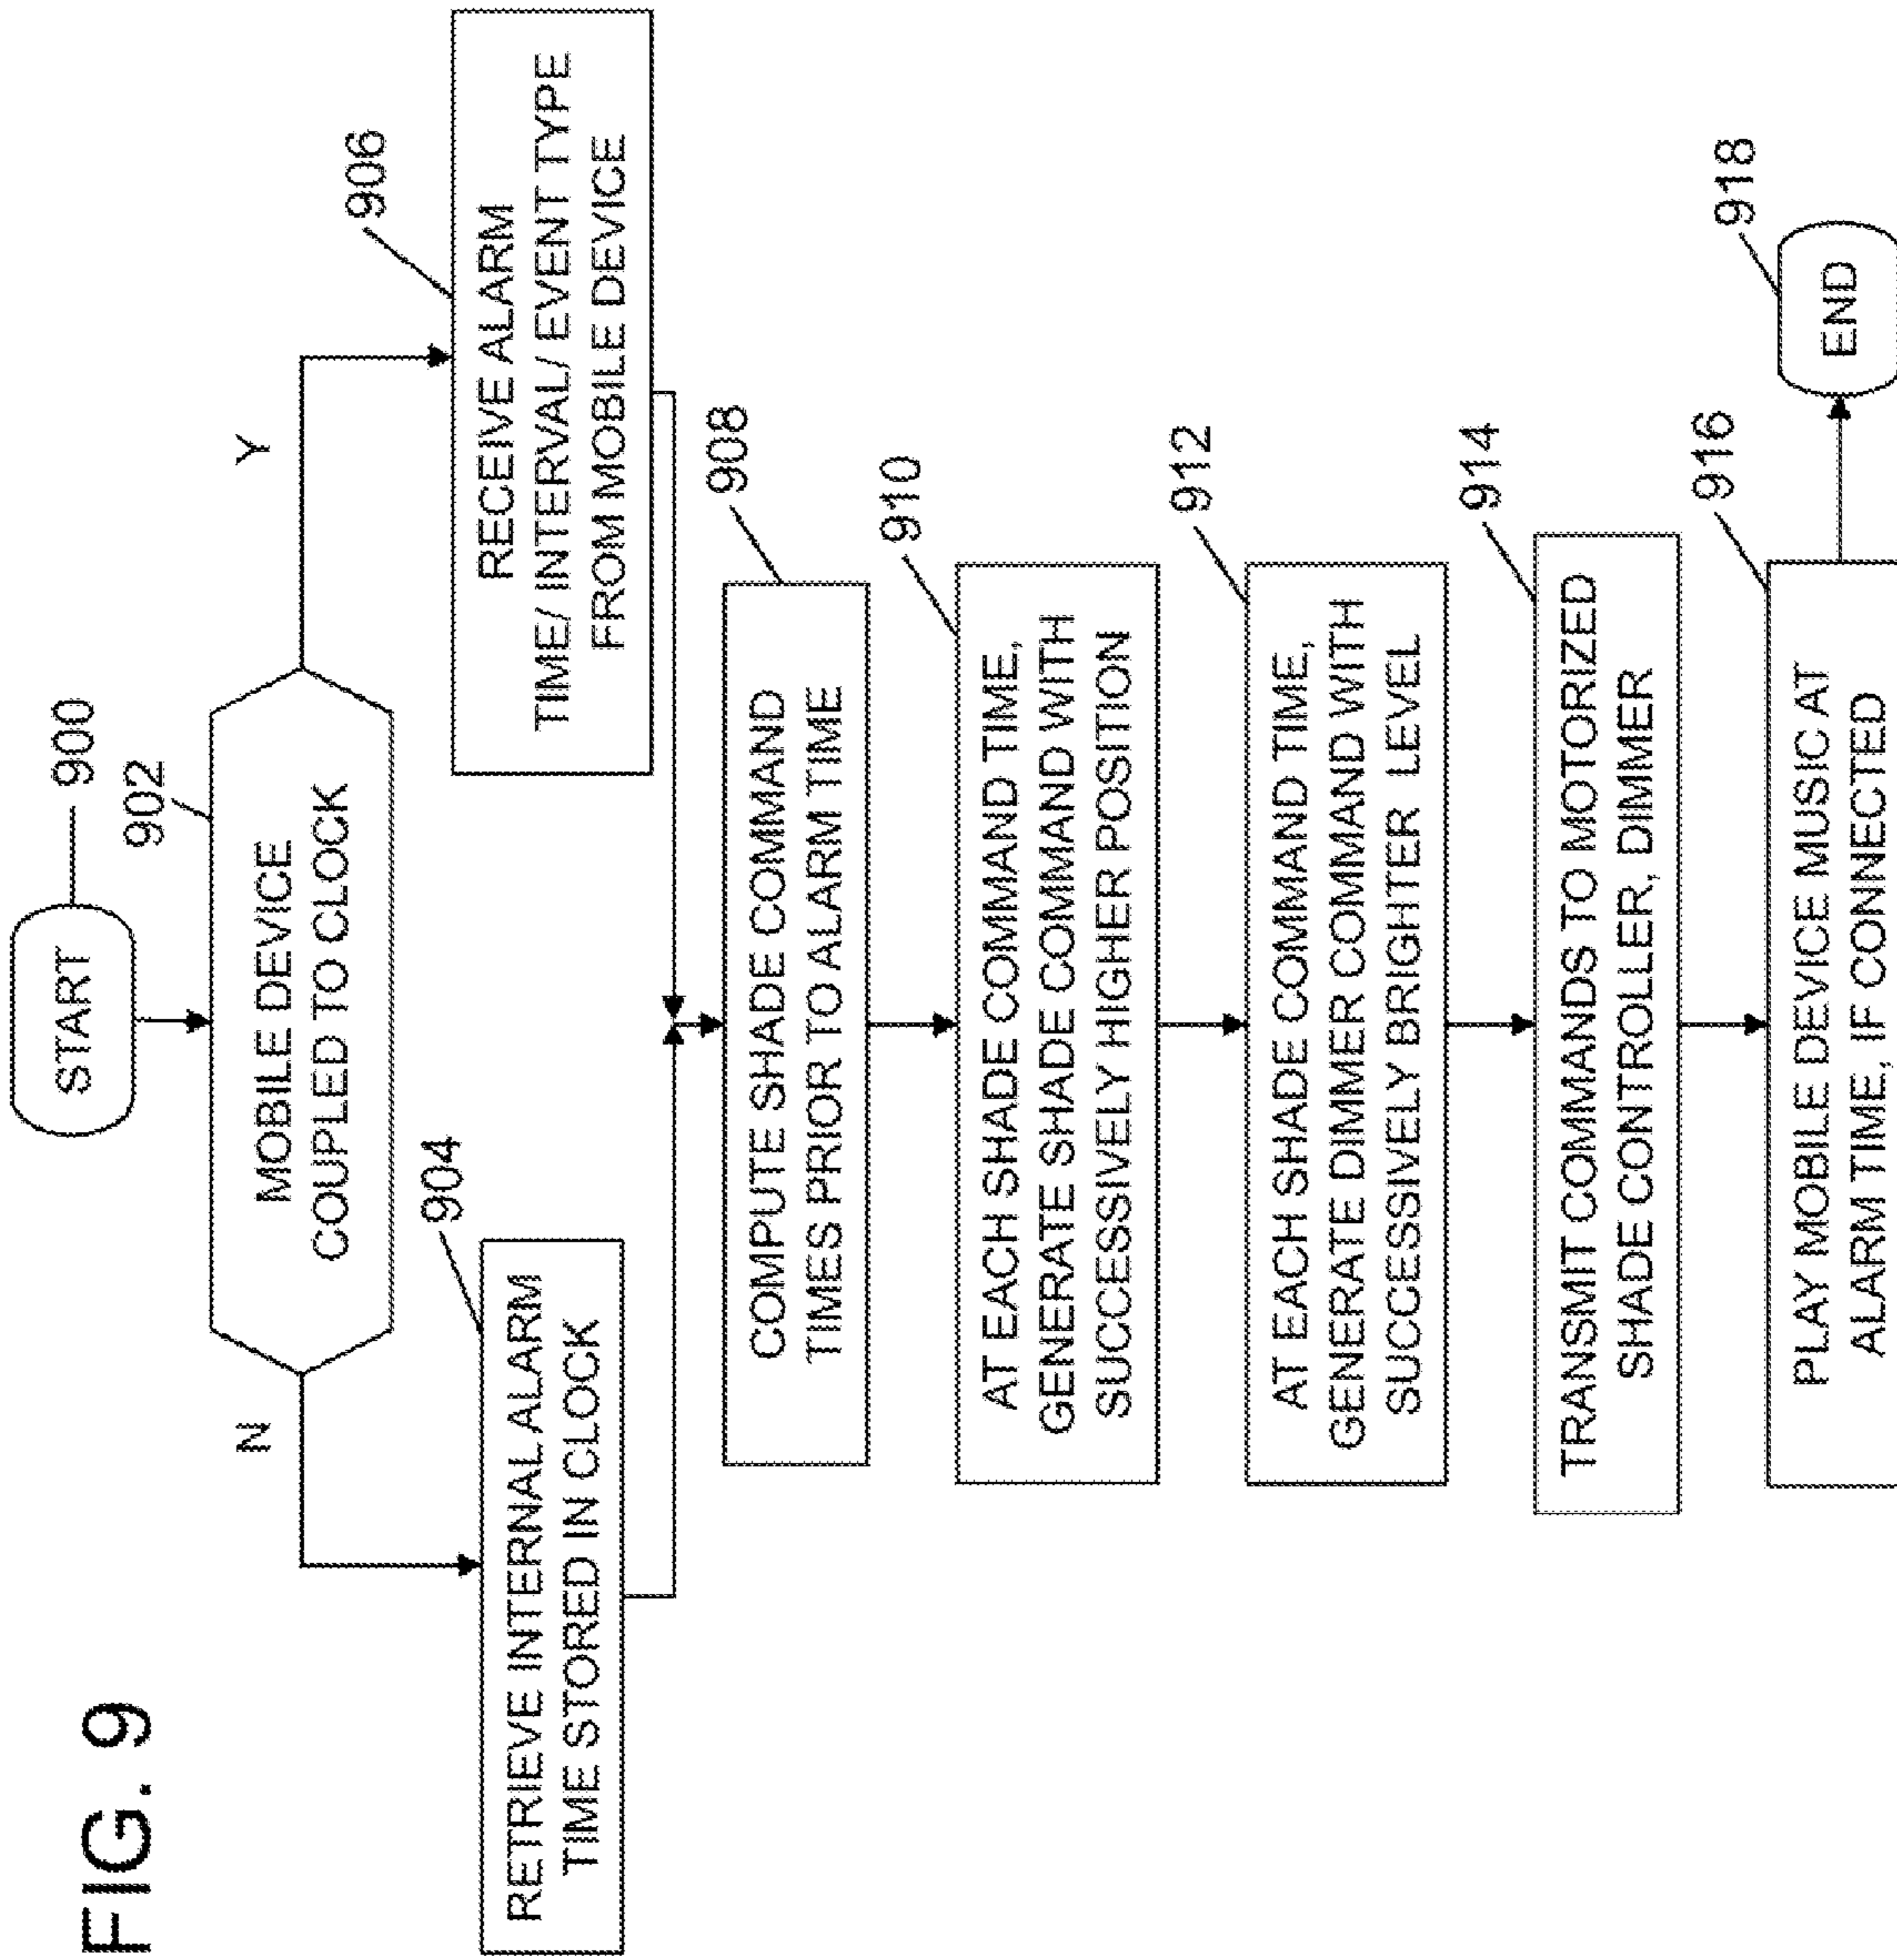 FIG. 9
START
900
902
MOBILE DEVICE
COUPLED TO CLOCK
N
Y
904
RETRIEVE INTERNAL ALARM
TIME STORED IN CLOCK
906
RECEIVE ALARM
TIME/ INTERVAL/ EVENT TYPE
FROM MOBILE DEVICE
908
COMPUTE SHADE COMMAND
TIMES PRIOR TO ALARM TIME
910
AT EACH SHADE COMMAND TIME,
GENERATE SHADE COMMAND WITH
SUCCESSIVELY HIGHER POSITION
912
AT EACH SHADE COMMAND TIME,
GENERATE DIMMER COMMAND WITH
SUCCESSIVELY BRIGHTER LEVEL
914
TRANSMIT COMMANDS TO MOTORIZED
SHADE CONTROLLER, DIMMER
916
PLAY MOBILE DEVICE MUSIC AT
ALARM TIME, IF CONNECTED
918
END